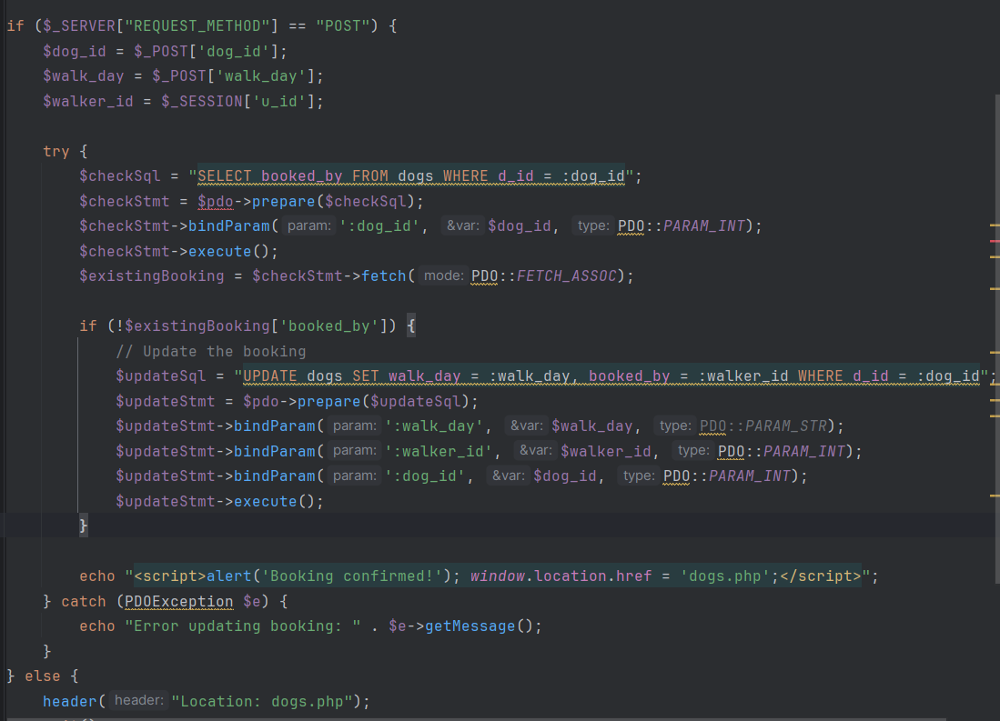 if ($_SERVER["REQUEST_METHOD"] == "POST") {
    $dog_id = $_POST['dog_id'];
    $walk_day = $_POST['walk_day'];
    $walker_id = $_SESSION['u_id'];

    try {
        $checkSql = "SELECT booked_by FROM dogs WHERE d_id = :dog_id";
        $checkStmt = $pdo->prepare($checkSql);
        $checkStmt->bindParam( param: ':dog_id', &var: $dog_id, type: PDO::PARAM_INT);
        $checkStmt->execute();
        $existingBooking = $checkStmt->fetch( mode: PDO::FETCH_ASSOC);

        if (!$existingBooking['booked_by']) {
            // Update the booking
            $updateSql = "UPDATE dogs SET walk_day = :walk_day, booked_by = :walker_id WHERE d_id = :dog_id";
            $updateStmt = $pdo->prepare($updateSql);
            $updateStmt->bindParam( param: ':walk_day', &var: $walk_day, type: PDO::PARAM_STR);
            $updateStmt->bindParam( param: ':walker_id', &var: $walker_id, type: PDO::PARAM_INT);
            $updateStmt->bindParam( param: ':dog_id', &var: $dog_id, type: PDO::PARAM_INT);
            $updateStmt->execute();
        }

        echo "<script>alert('Booking confirmed!'); window.location.href = 'dogs.php';</script>";
    } catch (PDOException $e) {
        echo "Error updating booking: " . $e->getMessage();
    }
} else {
    header( header: "Location: dogs.php");